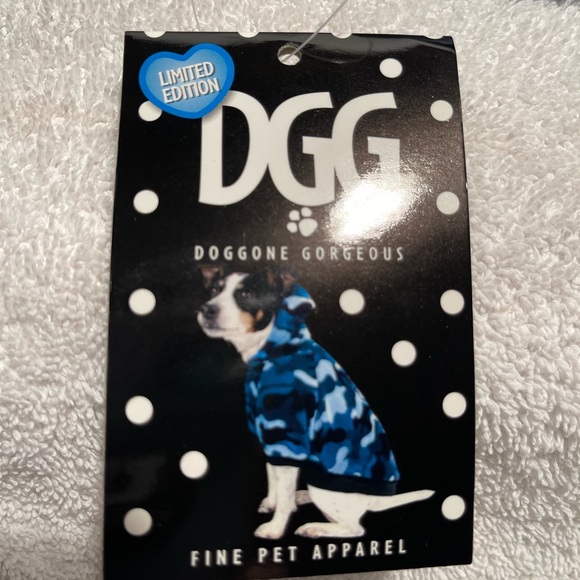 LIMITED
EDITION
DGG
DOGGONE GORGEOUS
FINE PET APPAREL